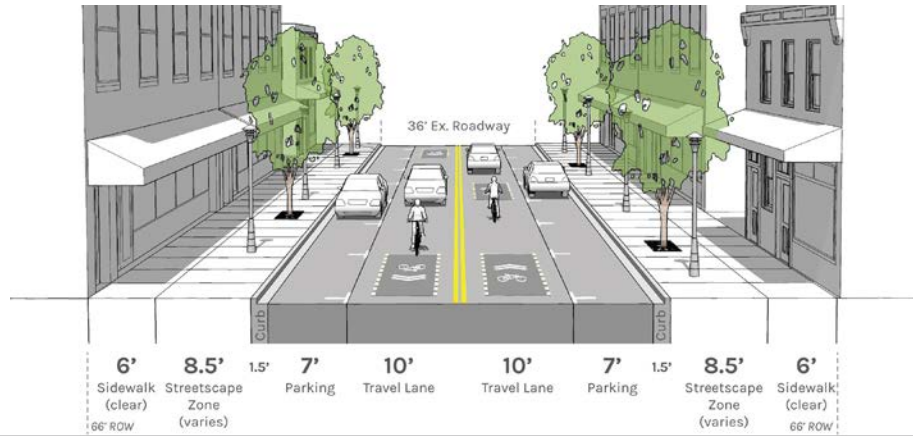 36' Ex. Roadway
Curb
Curb
6' 8.5' 1.5' 7' 10' 10' 7' 1.5' 8.5' 6'
Sidewalk Streetscape Parking Travel Lane Travel Lane Parking Streetscape Sidewalk
(clear) Zone Zone (clear)
(varies) (varies)
66' ROW 66' ROW